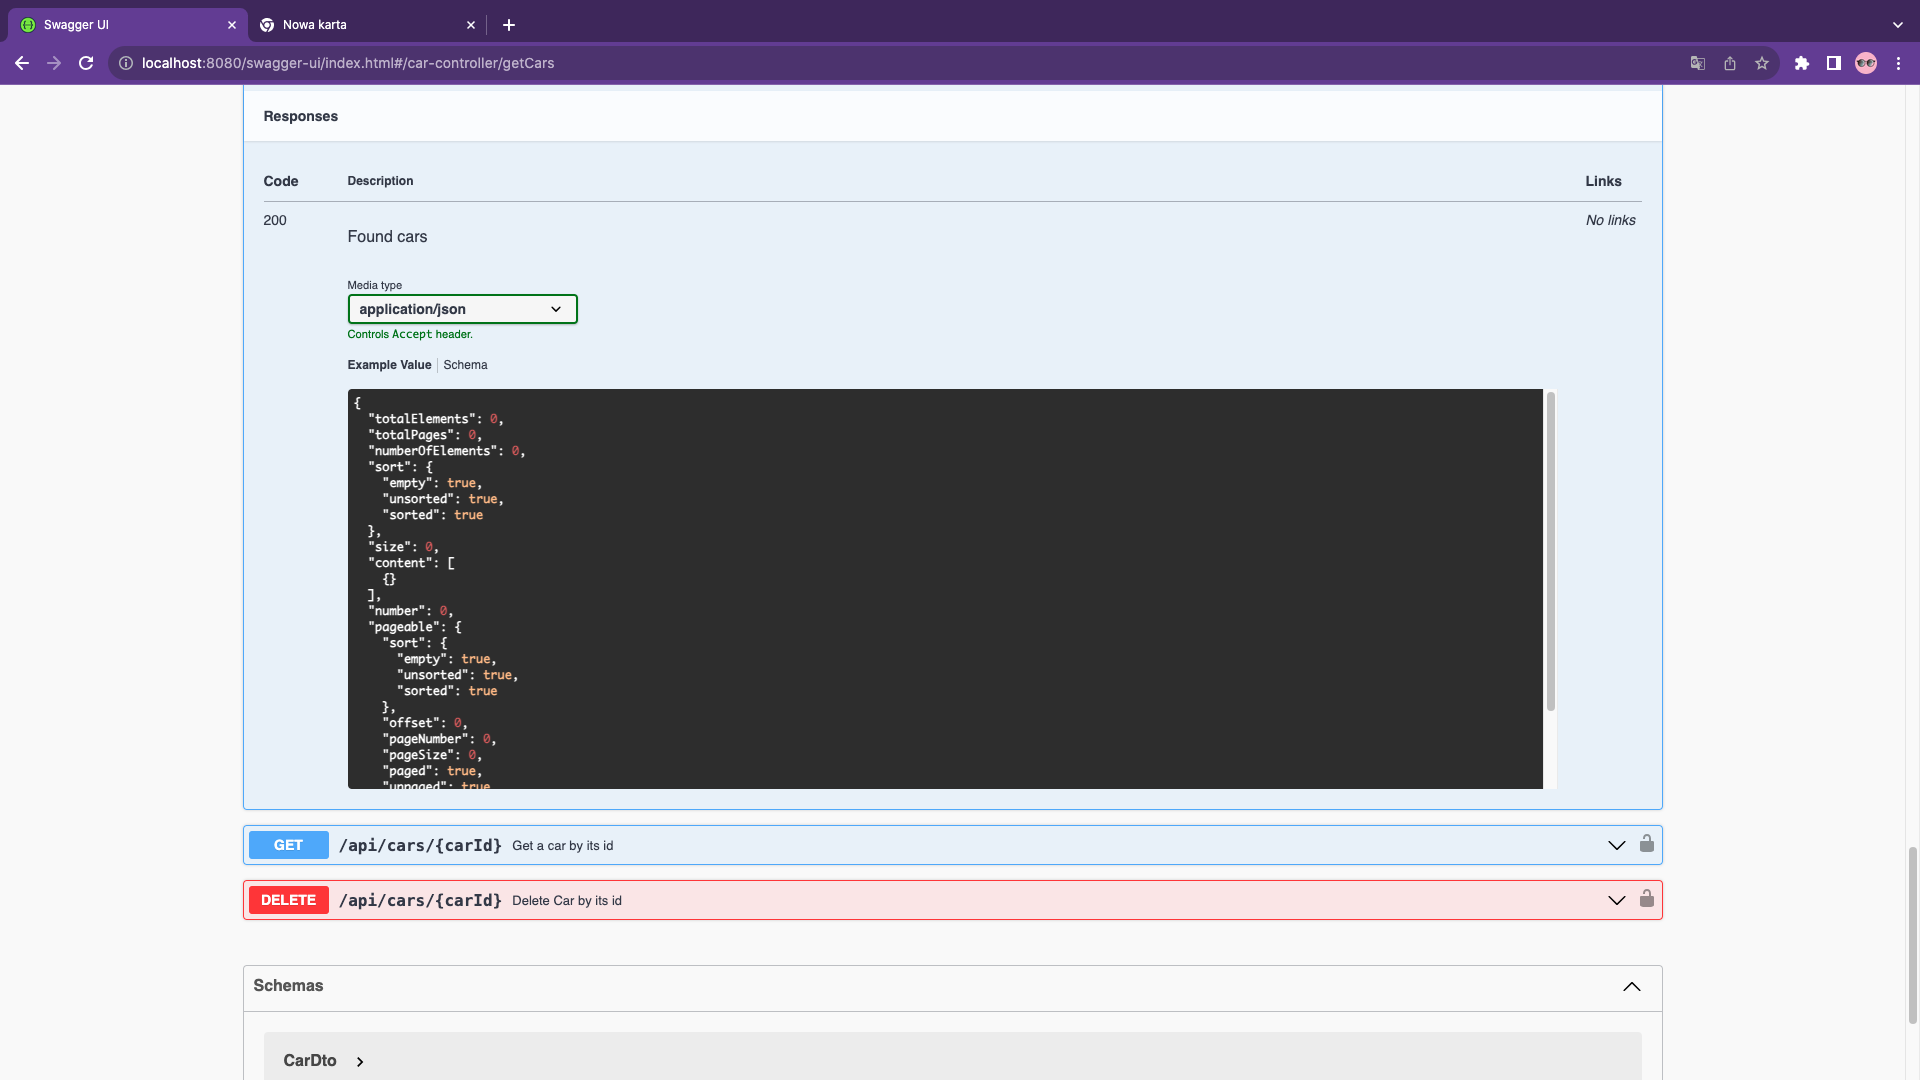 Swagger UI
Nowa karta
localhost:8080/swagger-ui/index.html#/car-controller/getCars
Responses
Code Description Links
200 Found cars No links
Media type
application/json
Controls Accept header.
Example Value Schema
{
"totalElements": 0,
"totalPages": 0,
"numberOfElements": 0,
"sort": {
"empty": true,
"unsorted": true,
"sorted": true
},
"size": 0,
"content": [
{}
],
"number": 0,
"pageable": {
"sort": {
"empty": true,
"unsorted": true,
"sorted": true
},
"offset": 0,
"pageNumber": 0,
"pageSize": 0,
"paged": true,
"unpaged": true
GET /api/cars/{carId} Get a car by its id
DELETE /api/cars/{carId} Delete Car by its id
Schemas
CarDto